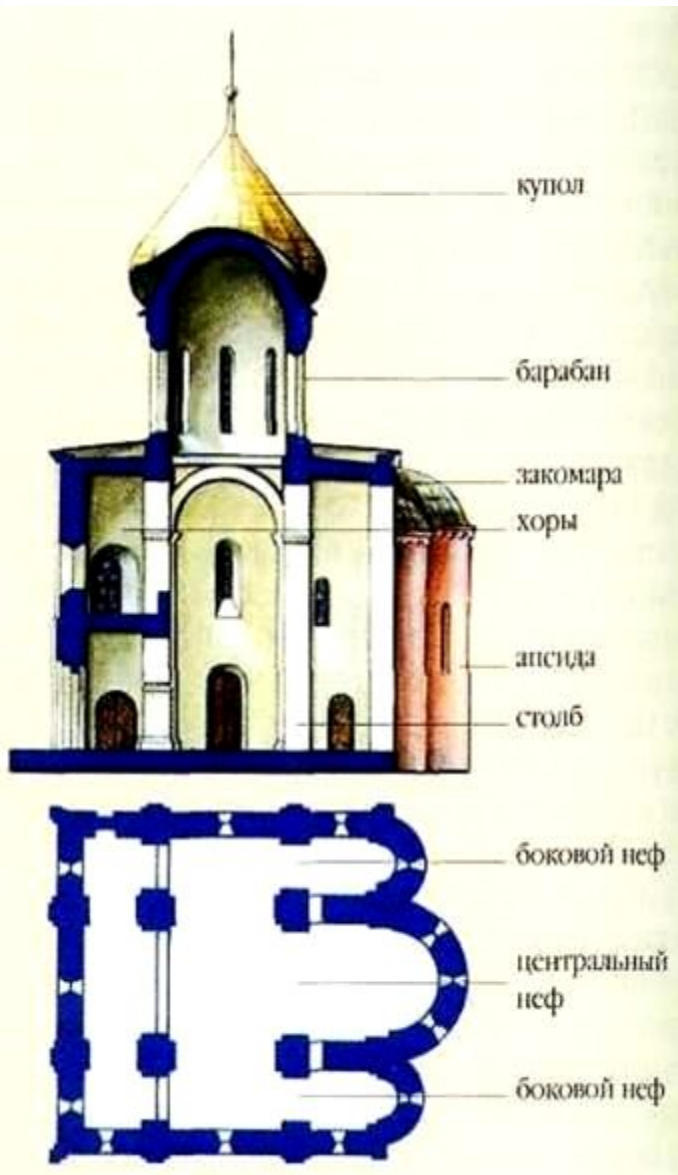 купол
барабан
закомара
хоры
апсида
столб
боковой неф
центральный
неф
боковой неф